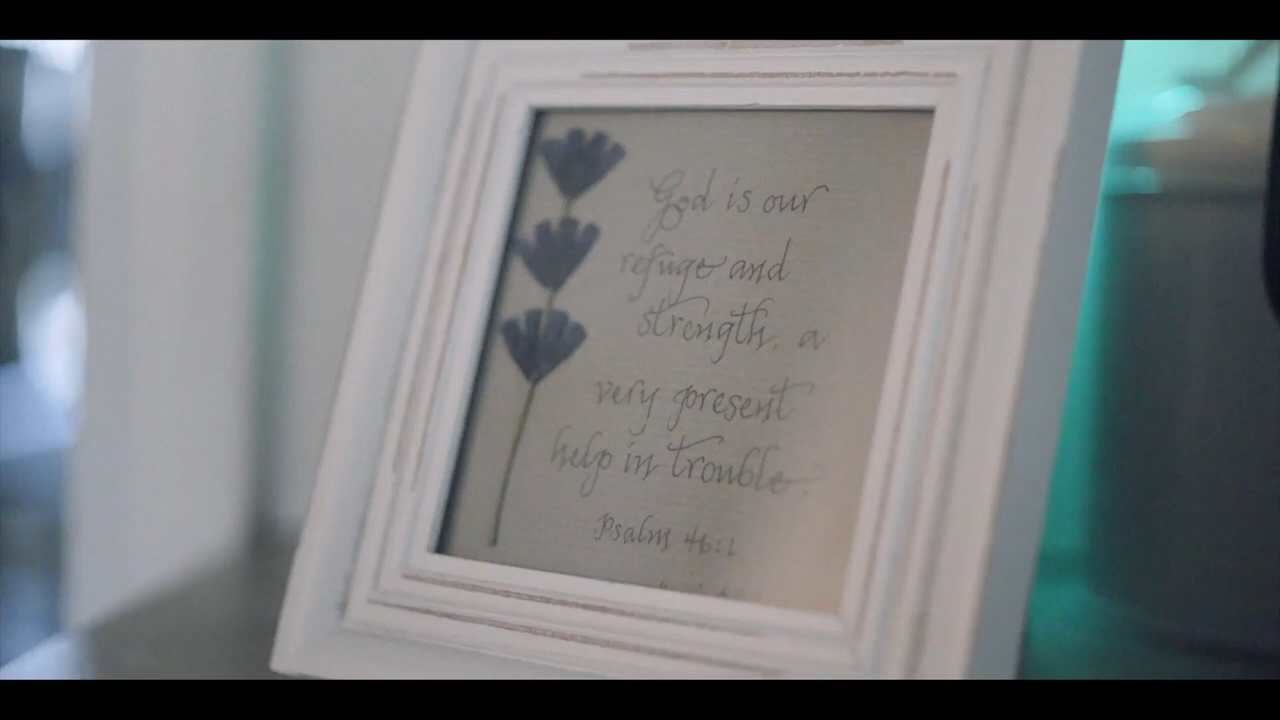 God is our
refuge and
strength, a
very present
help in trouble.
Psalm 46:1